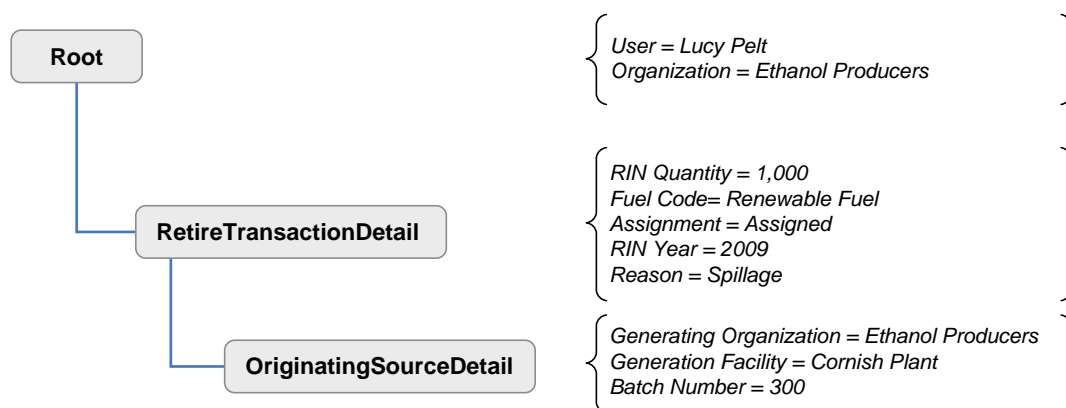 Root
User = Lucy Pelt
Organization = Ethanol Producers
RetireTransactionDetail
RIN Quantity = 1,000
Fuel Code= Renewable Fuel
Assignment = Assigned
RIN Year = 2009
Reason = Spillage
OriginatingSourceDetail
Generating Organization = Ethanol Producers
Generation Facility = Cornish Plant
Batch Number = 300